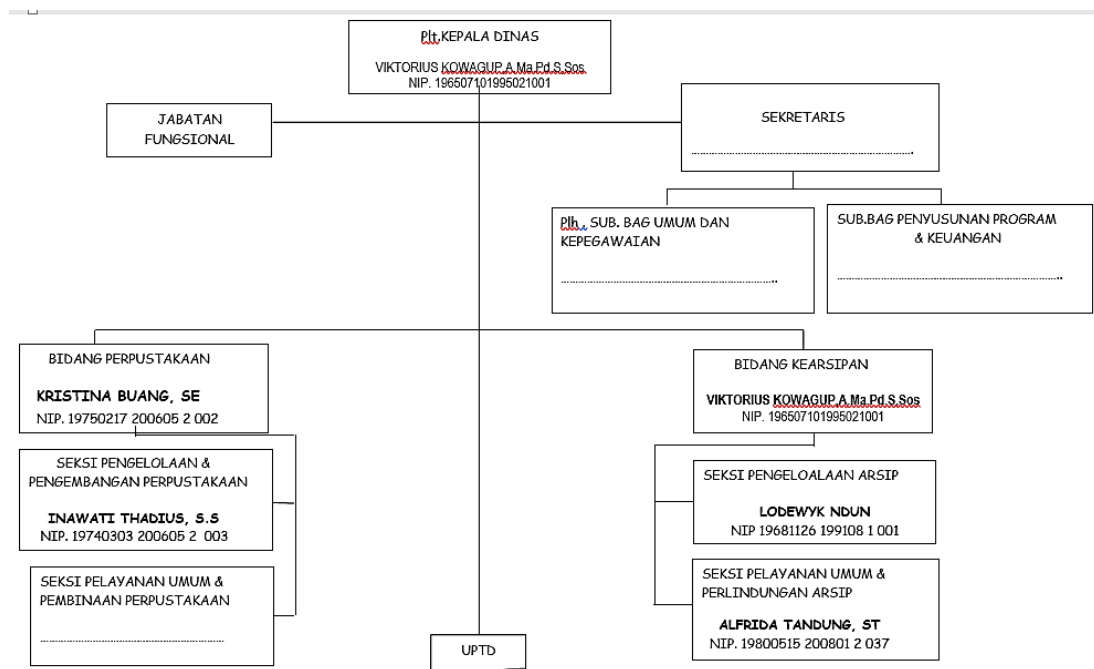 Plt,KEPALA DINAS
VIKTORIUS KOWAGUP,A.Ma.Pd.S,Sos
NIP. 196507101995021001
JABATAN
FUNGSIONAL
SEKRETARIS
...........................................................................
Plh , SUB. BAG UMUM DAN
KEPEGAWAIAN
...........................................................................
SUB.BAG PENYUSUNAN PROGRAM
& KEUANGAN
...........................................................................
BIDANG PERPUSTAKAAN
KRISTINA BUANG, SE
NIP. 19750217 200605 2 002
BIDANG KEARSIPAN
VIKTORIUS KOWAGUP,A.Ma.Pd.S.Sos
NIP. 196507101995021001
SEKSI PENGELOLAAN &
PENGEMBANGAN PERPUSTAKAAN
INAWATI THADIUS, S.S
NIP. 19740303 200605 2 003
SEKSI PENGELOALAAN ARSIP
LODEWYK NDUN
NIP 19681126 199108 1 001
SEKSI PELAYANAN UMUM &
PEMBINAAN PERPUSTAKAAN
...............................................................
SEKSI PELAYANAN UMUM &
PERLINDUNGAN ARSIP
ALFRIDA TANDUNG, ST
NIP. 19800515 200801 2 037
UPTD